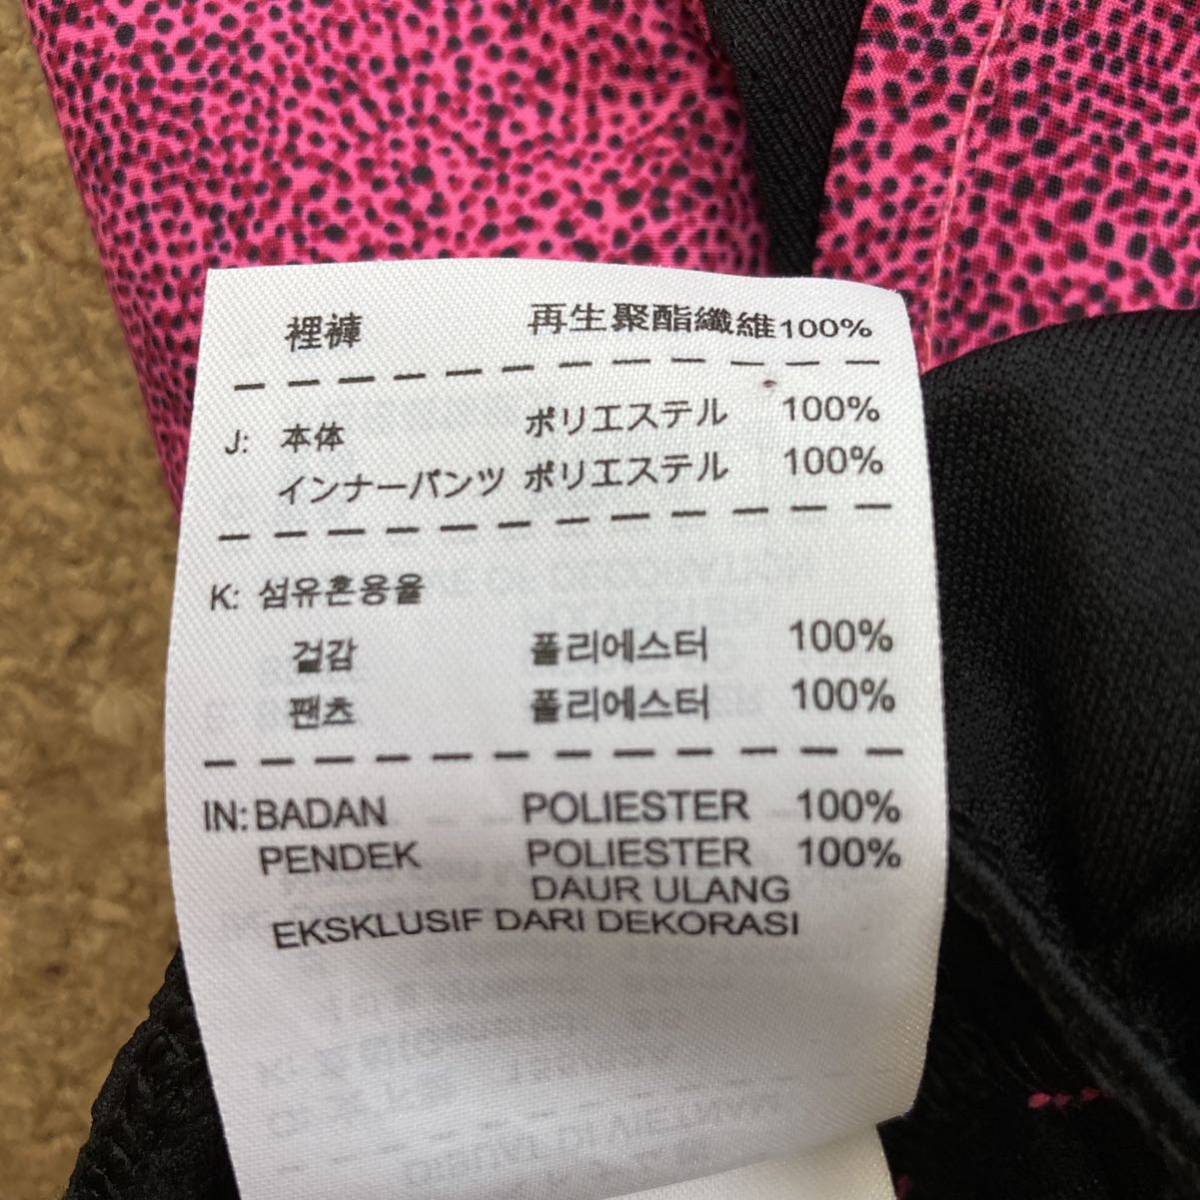 裡褲 再生聚酯纖維100%
J: 本体 ポリエステル 100%
インナーパンツ ポリエステル 100%
K: 섬유혼용율
겉감 폴리에스터 100%
팬츠 폴리에스터 100%
IN: BADAN POLIESTER 100%
PENDEK POLIESTER 100%
DAUR ULANG
EKSKLUSIF DARI DEKORASI